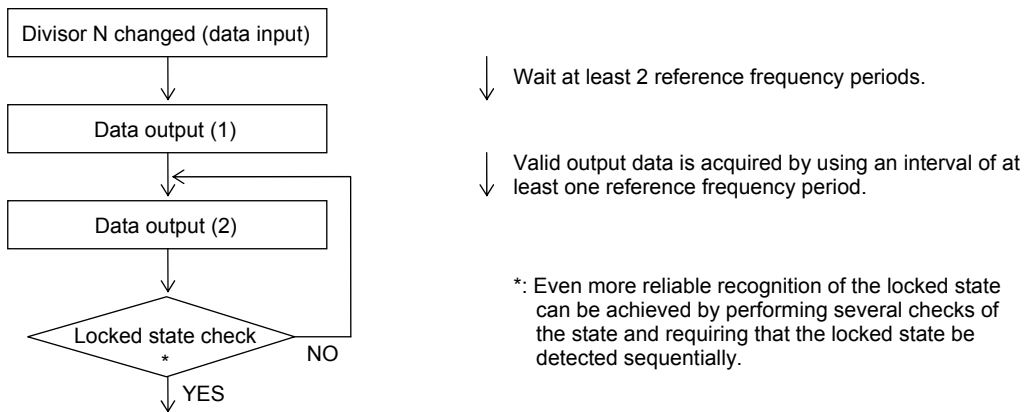 Divisor N changed (data input)
Wait at least 2 reference frequency periods.
Data output (1)
Valid output data is acquired by using an interval of at
least one reference frequency period.
Data output (2)
*: Even more reliable recognition of the locked state
can be achieved by performing several checks of
the state and requiring that the locked state be
detected sequentially.
Locked state check
*
NO
YES